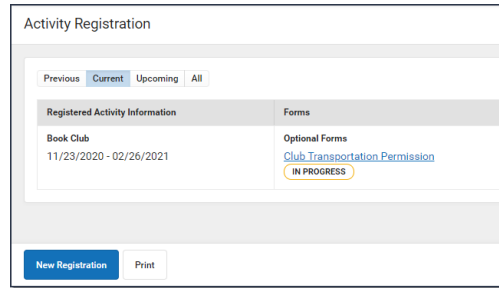 Activity Registration
Previous Current Upcoming All
Registered Activity Information Forms
Book Club Optional Forms
11/23/2020 - 02/26/2021 Club Transportation Permission
IN PROGRESS
New Registration Print